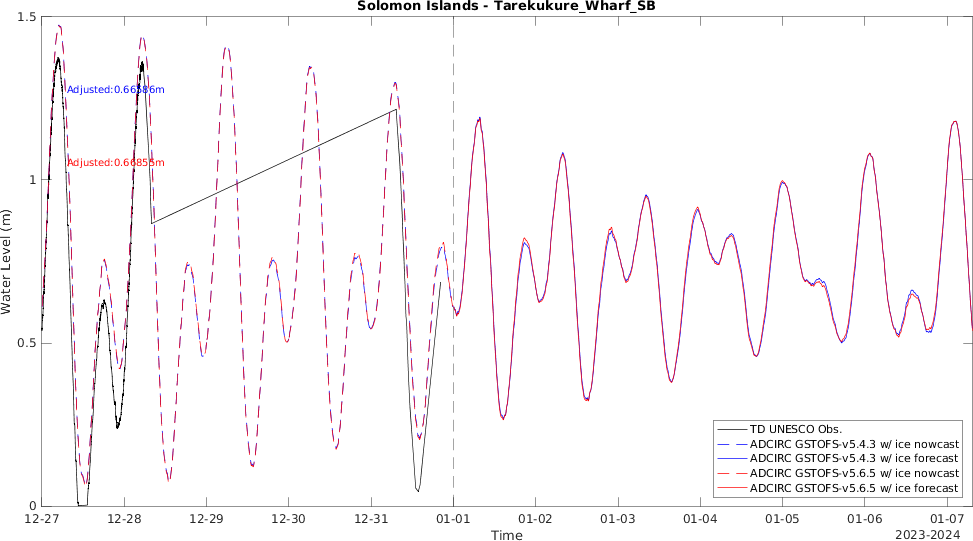 Solomon Islands - Tarekukure_Wharf_SB
1.5
1
0.5
0
Water Level (m)
Adjusted:0.66586m
Adjusted:0.66855m
TD UNESCO Obs.
ADCIRC GSTOFS-v5.4.3 w/ ice nowcast
ADCIRC GSTOFS-v5.4.3 w/ ice forecast
ADCIRC GSTOFS-v5.6.5 w/ ice nowcast
ADCIRC GSTOFS-v5.6.5 w/ ice forecast
12-27 12-28 12-29 12-30 12-31 01-01 01-02 01-03 01-04 01-05 01-06 01-07
Time
2023-2024